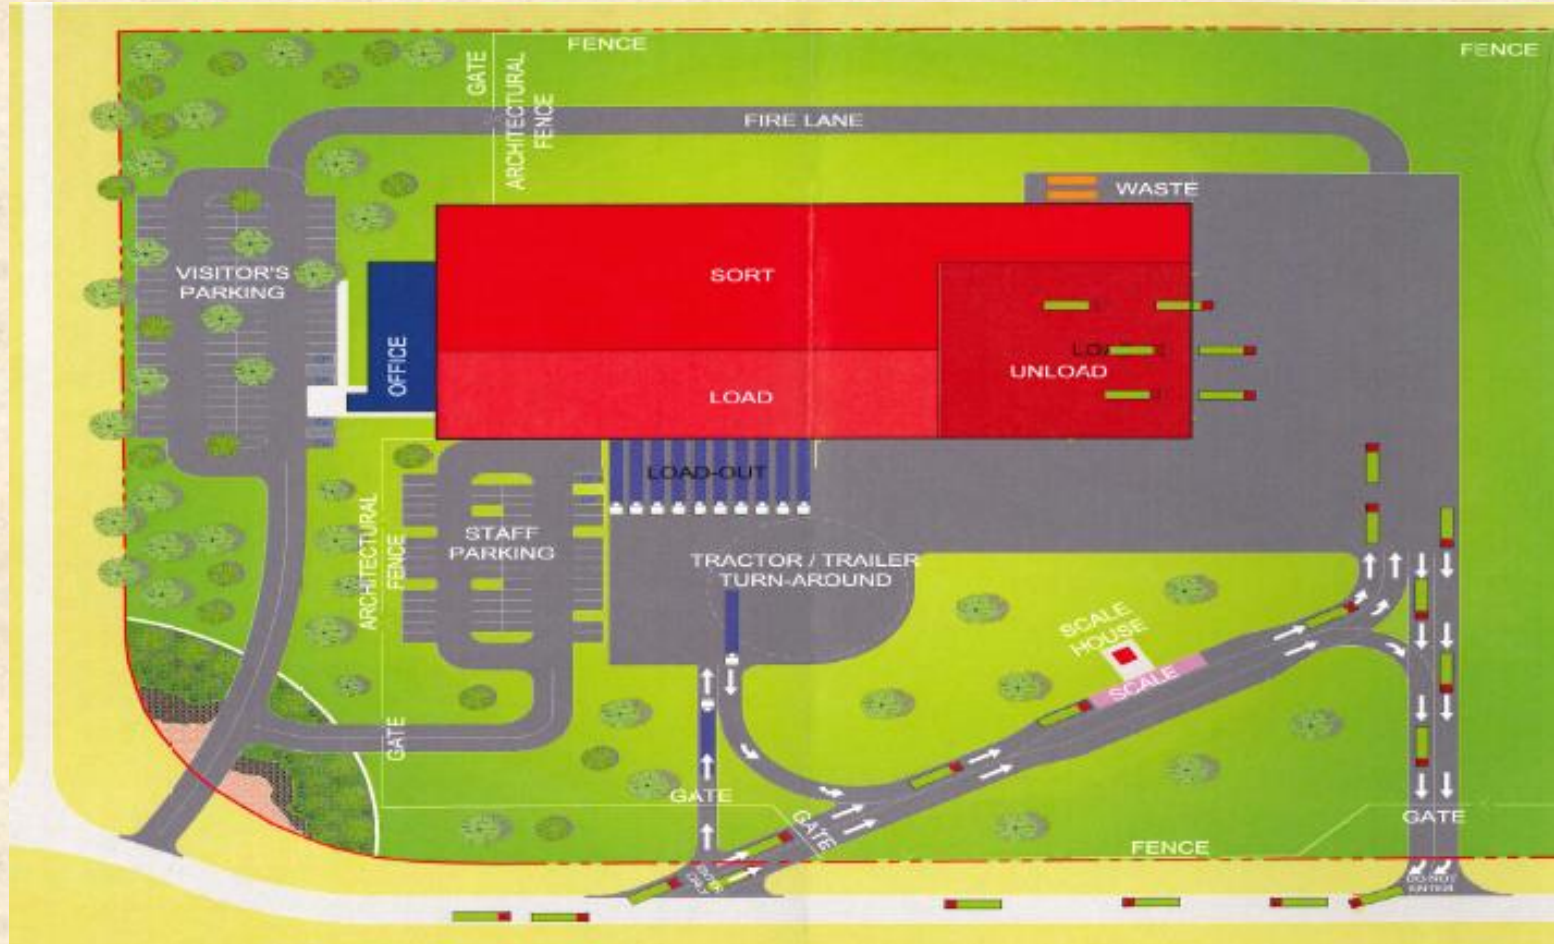 FENCE
FENCE
GATE
ARCHITECTURAL
FENCE
FIRE LANE
WASTE
VISITOR'S
PARKING
SORT
OFFICE
UNLOAD
LOAD
LOAD-OUT
ARCHITECTURAL
FENCE
STAFF
PARKING
TRACTOR / TRAILER
TURN-AROUND
SCALE
HOUSE
SCALE
GATE
GATE
GATE
GATE
FENCE
DO NOT
ENTER